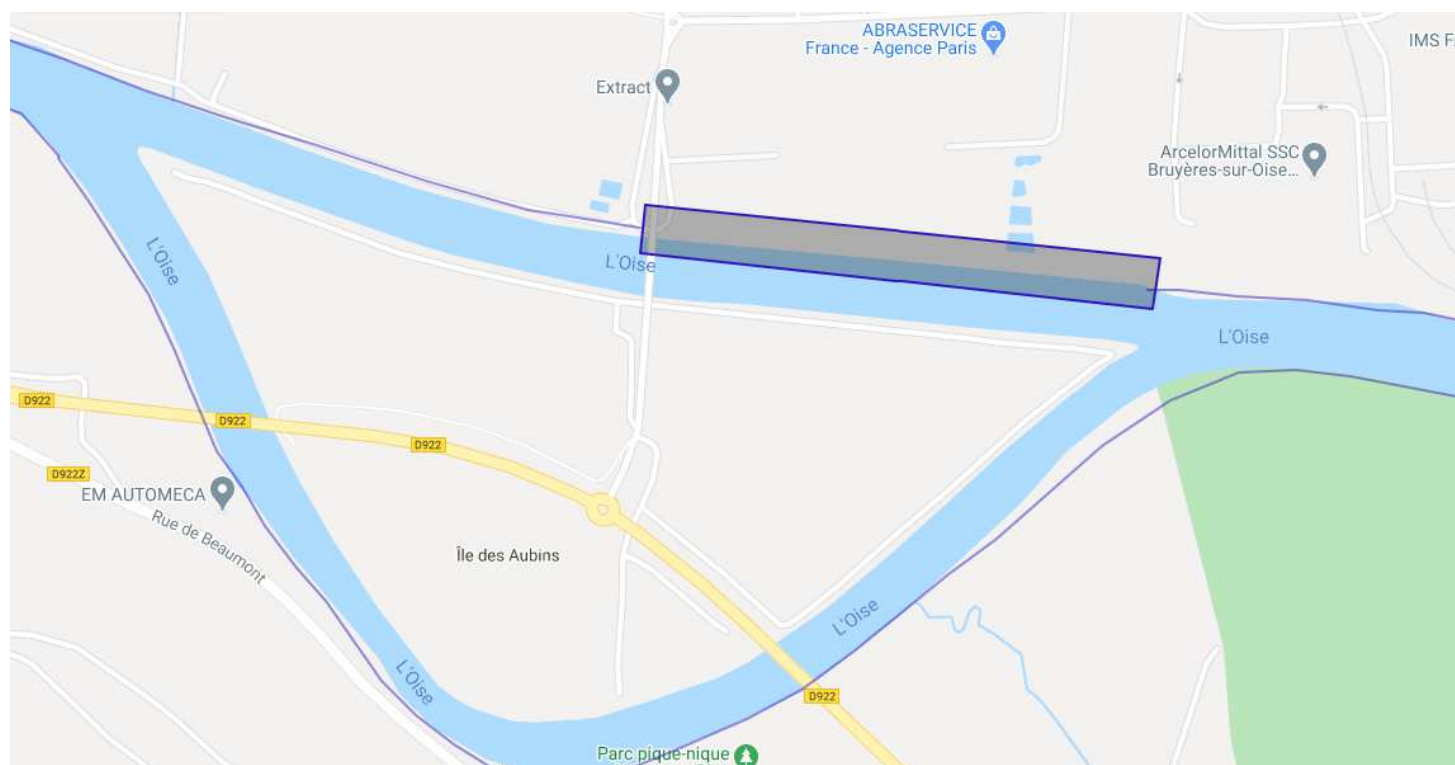 ABRASERVICE
France - Agence Paris
IMS F
Extract
ArcelorMittal SSC
Bruyères-sur-Oise...
L'Oise
L'Oise
L'Oise
D922
D922
D922
D922Z
EM AUTOMECA
Rue de Beaumont
Île des Aubins
L'Oise
L'Oise
D922
Parc pique-nique